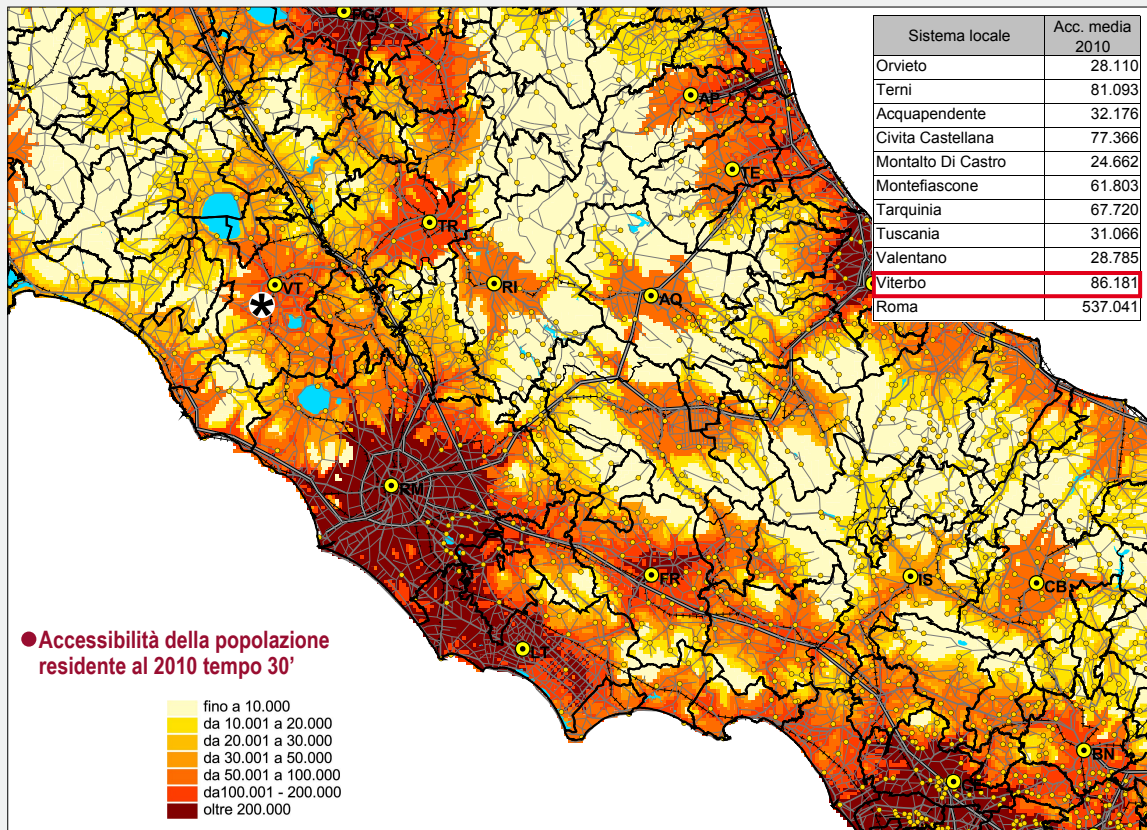 Sistema locale Acc. media 2010
Orvieto 28.110
Terni 81.093
Acquapendente 32.176
Civita Castellana 77.366
Montalto Di Castro 24.662
Montefiascone 61.803
Tarquinia 67.720
Tuscania 31.066
Valentano 28.785
Viterbo 86.181
Roma 537.041
AP
TE
TR
VT
RI
AQ
RM
FR
IS
CB
LT
BN
Accessibilità della popolazione
residente al 2010 tempo 30'
fino a 10.000
da 10.001 a 20.000
da 20.001 a 30.000
da 30.001 a 50.000
da 50.001 a 100.000
da100.001 - 200.000
oltre 200.000